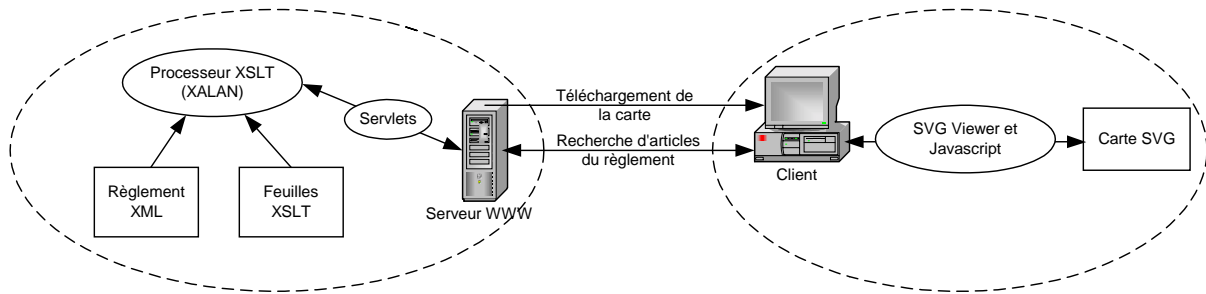 Processeur XSLT
(XALAN)
Servlets
Règlement
XML
Feuilles
XSLT
Serveur WWW
Téléchargement de
la carte
Recherche d'articles
du règlement
Client
SVG Viewer et
Javascript
Carte SVG